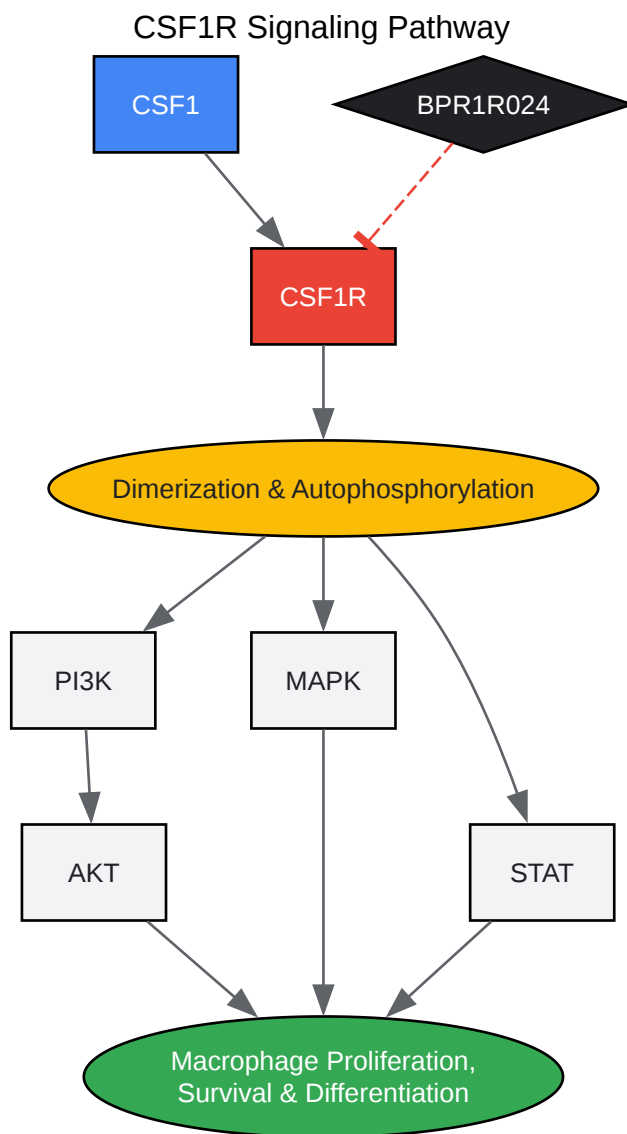 CSF1R Signaling Pathway
CSF1
BPR1R024
CSF1R
Dimerization & Autophosphorylation
PI3K
MAPK
AKT
STAT
Macrophage Proliferation,
Survival & Differentiation